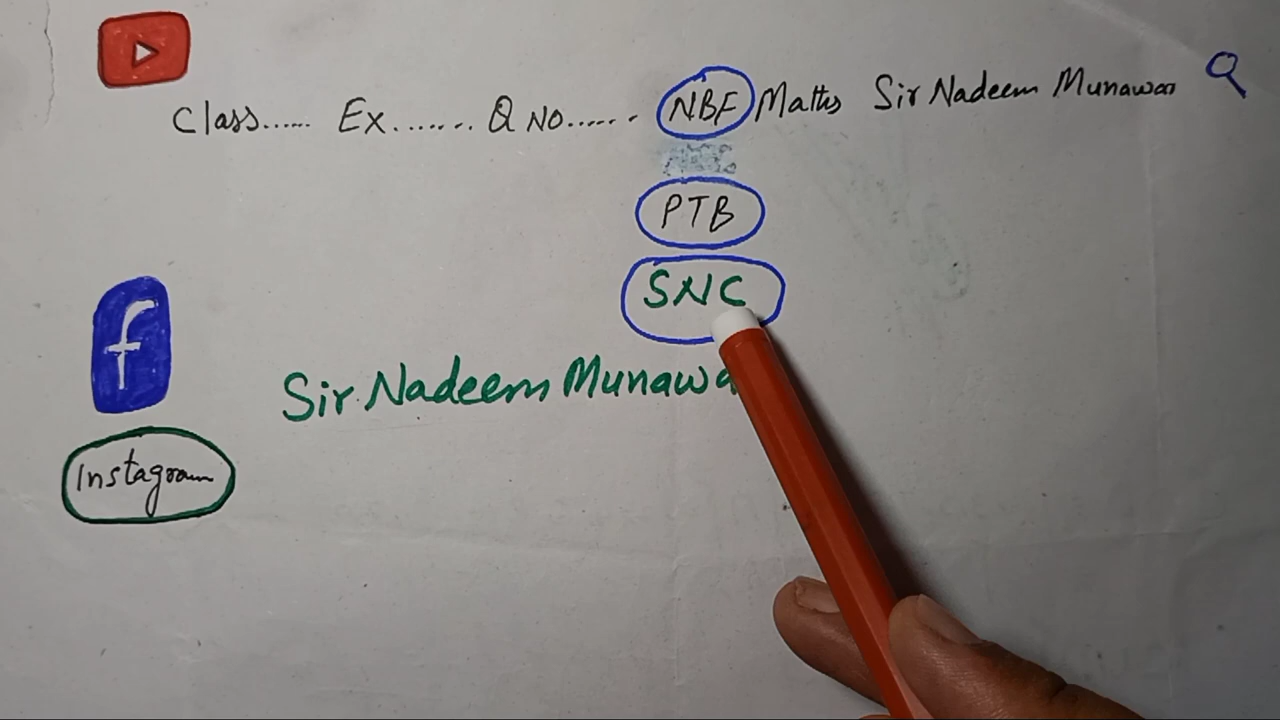 Class...... Ex........ Q No...... NBF Maths Sir Nadeem Munawar
PTB
SNC
f
Sir Nadeem Munawa
Instagram